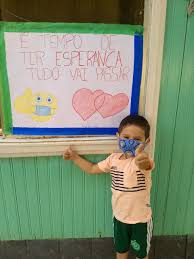 É TEMPO DE
TER ESPERANÇA
TUDO VAI PASSAR